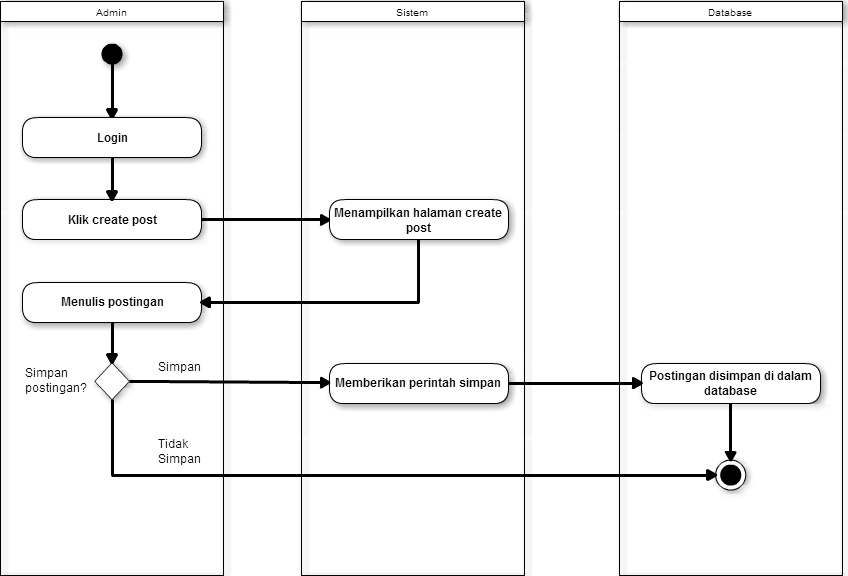 Admin
Sistem
Database
Login
Klik create post
Menampilkan halaman create
post
Menulis postingan
Simpan
postingan?
Simpan
Memberikan perintah simpan
Postingan disimpan di dalam
database
Tidak
Simpan